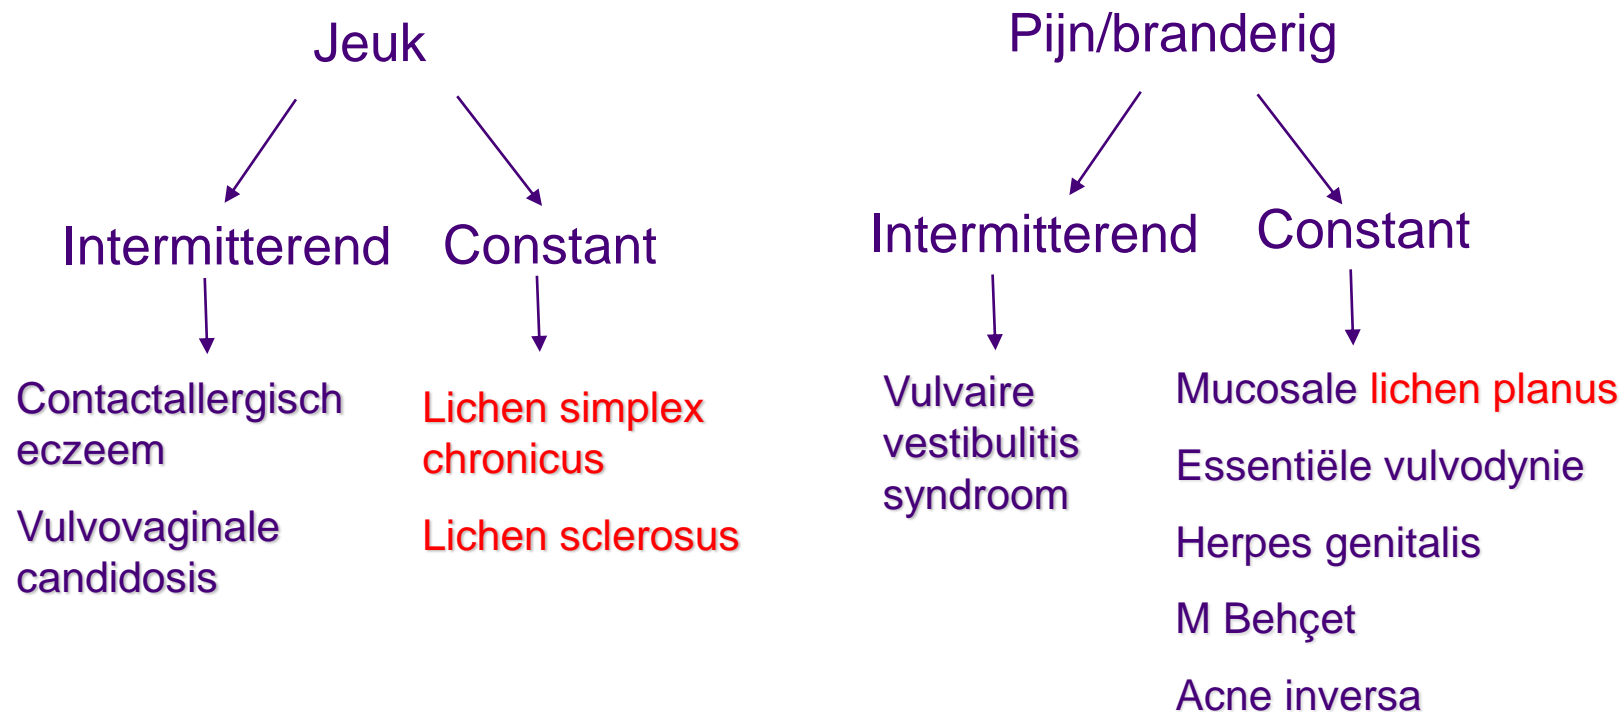 Jeuk
Intermitterend
Constant
Contactallergisch
eczeem
Vulvovaginale
candidosis
Lichen simplex
chronicus
Lichen sclerosus
Pijn/branderig
Intermitterend
Constant
Vulvaire
vestibulitis
syndroom
Mucosale lichen planus
Essentiële vulvodynie
Herpes genitalis
M Behçet
Acne inversa